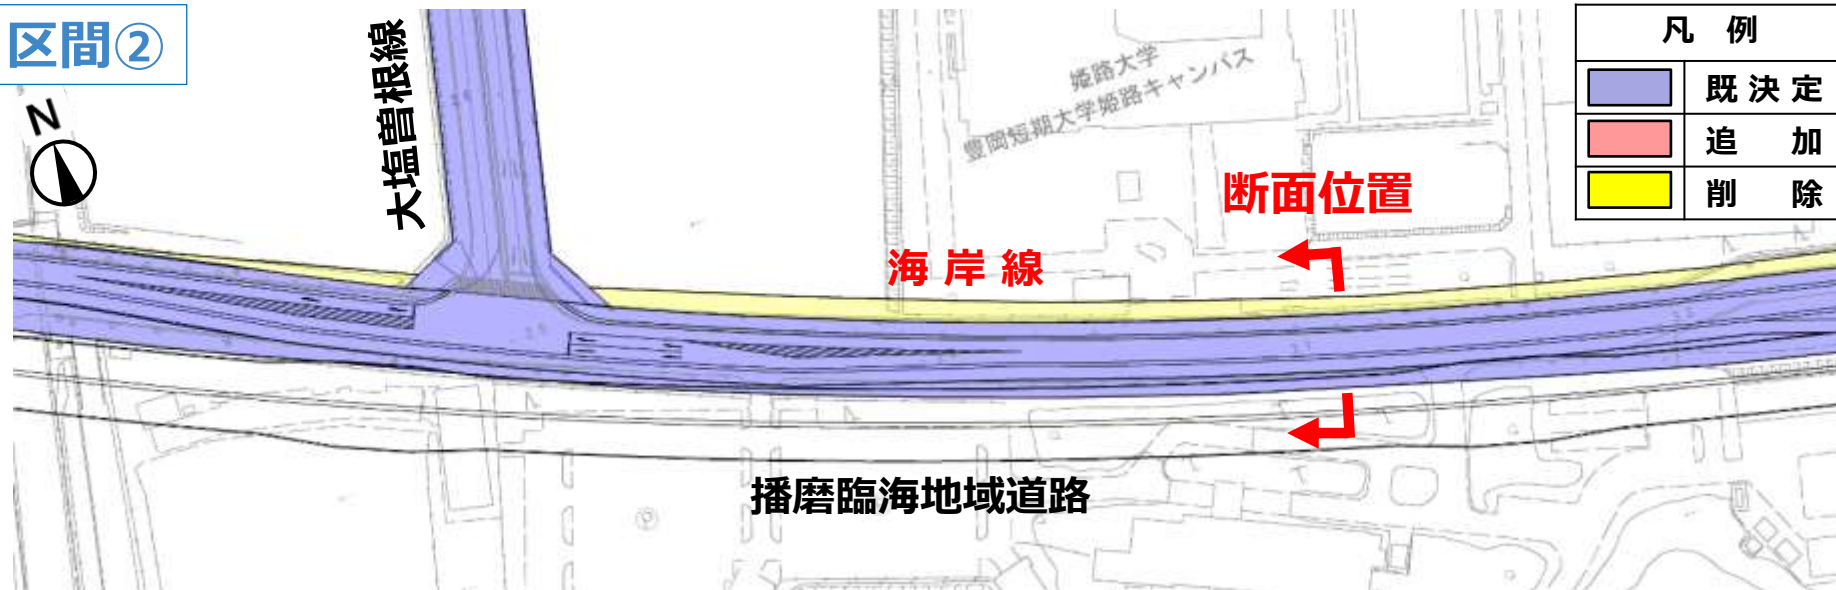 区間②
N
大塩曽根線
姫路大学
豊岡短期大学姫路キャンパス
凡 例
既 決 定
追 加
削 除
断面位置
海 岸 線
播磨臨海地域道路
P